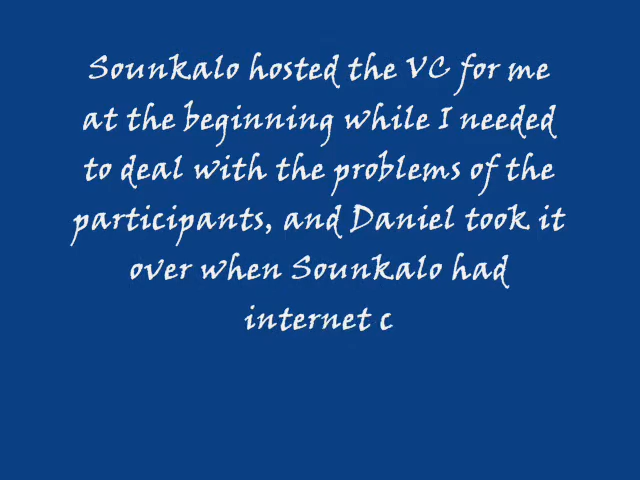 Sounkalo hosted the VC for me
at the beginning while I needed
to deal with the problems of the
participants, and Daniel took it
over when Sounkalo had
internet c